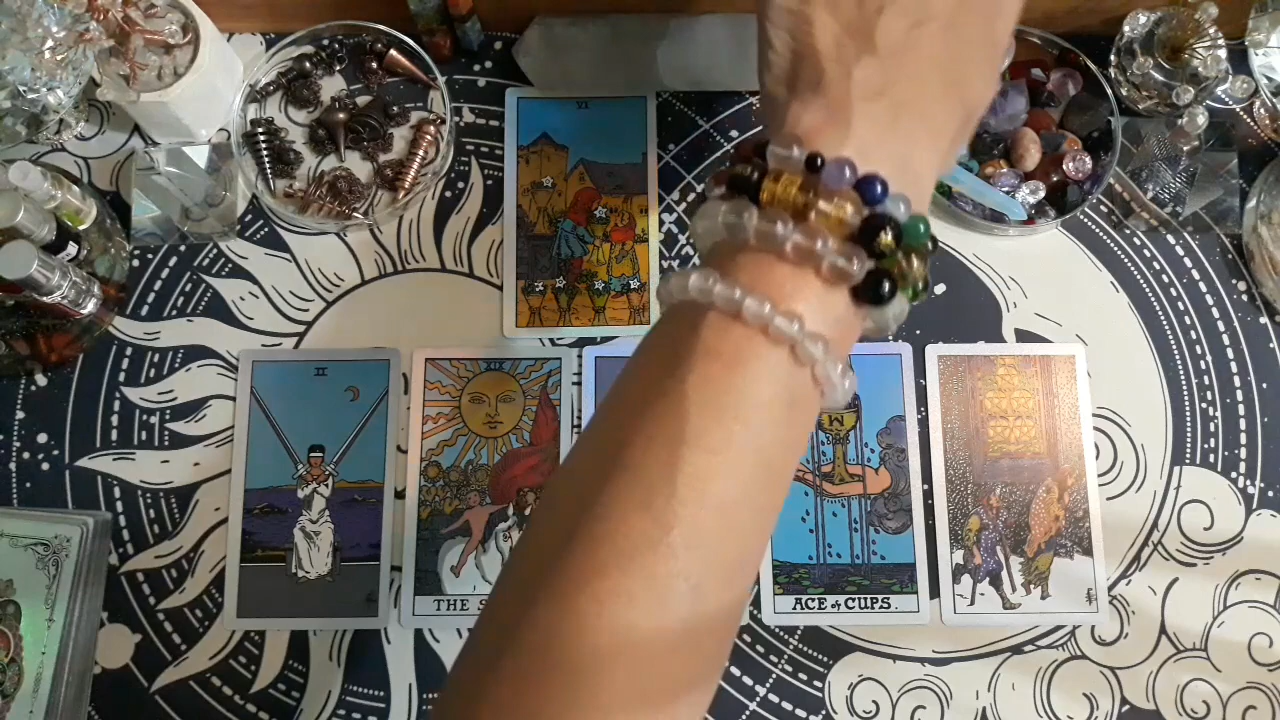 VI
II
XIX
THE S
ACE of CUPS.